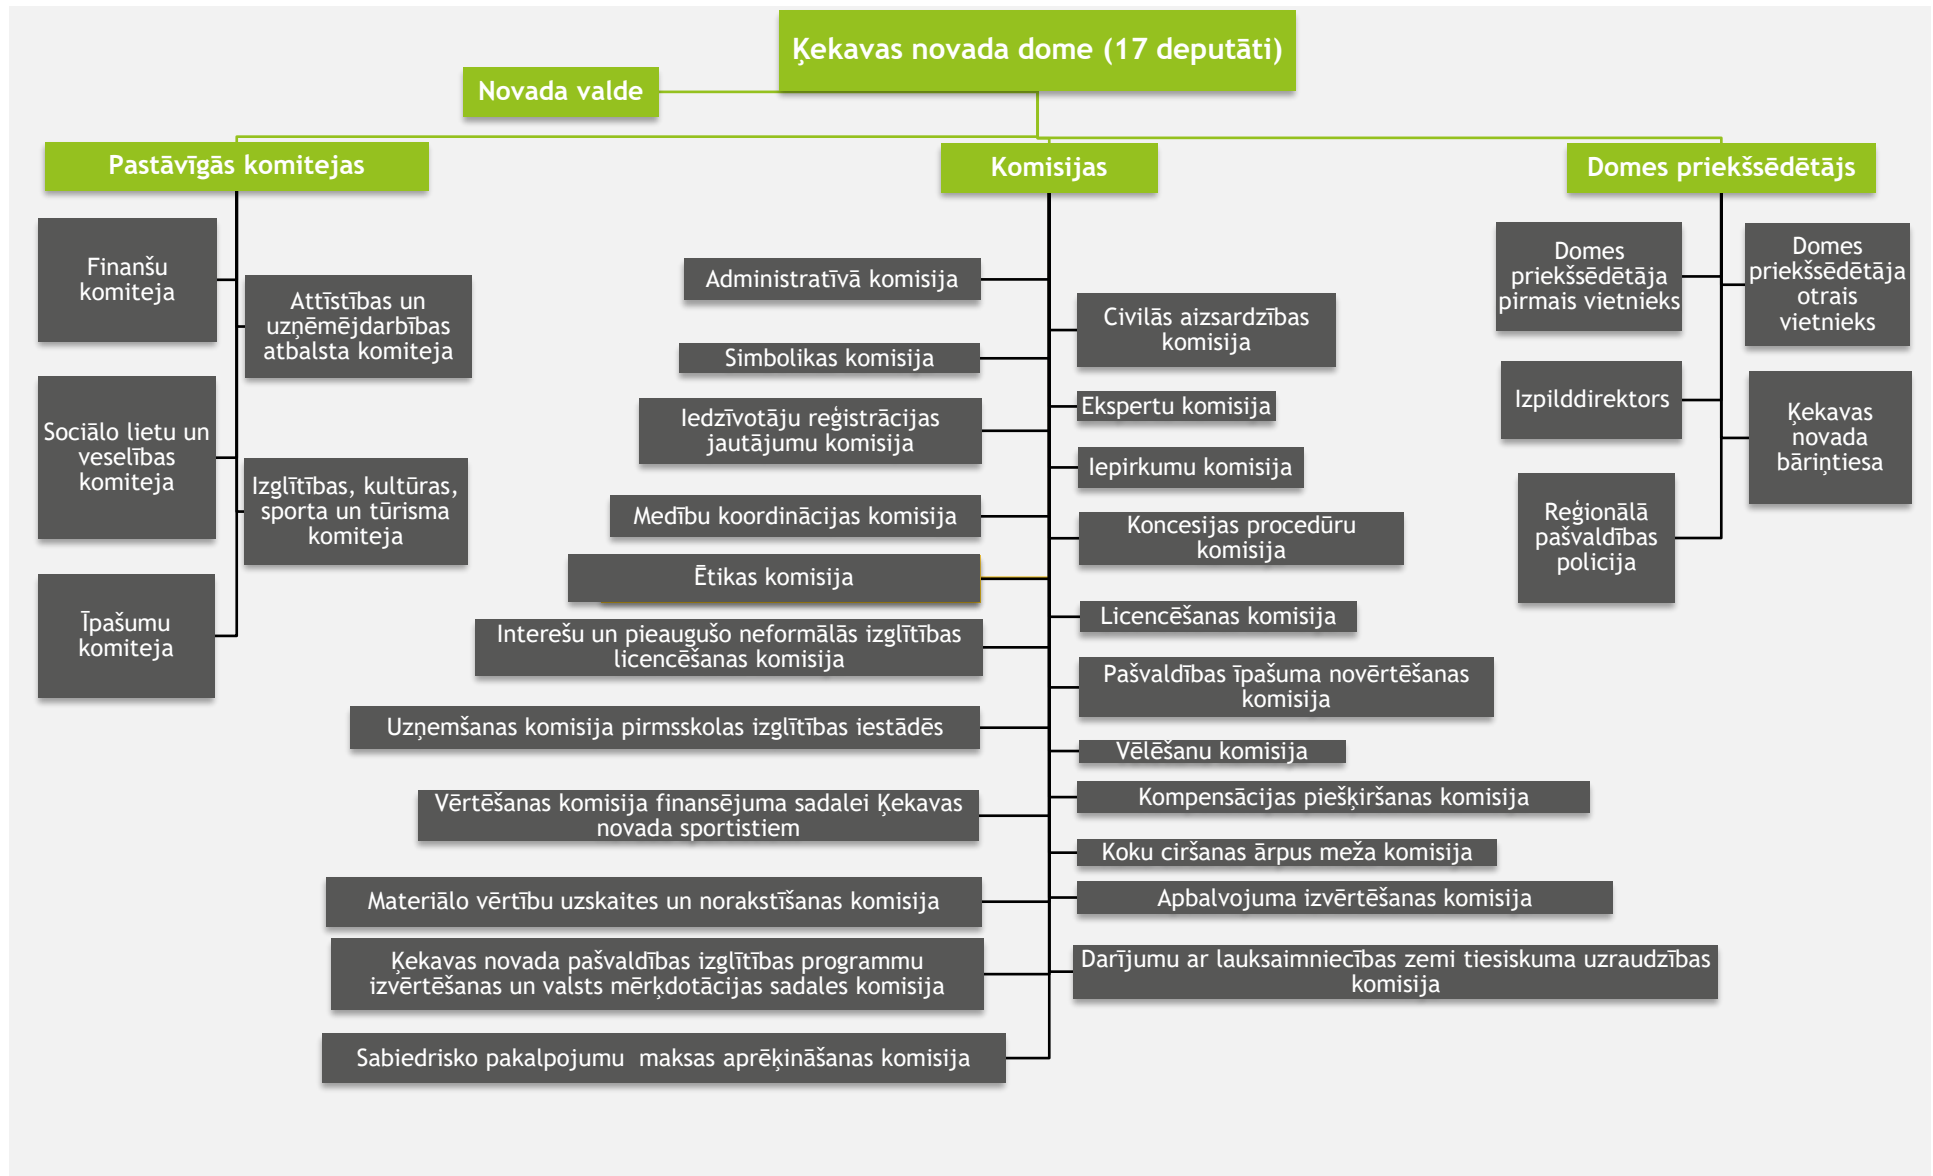 Ķekavas novada dome (17 deputāti)
Novada valde
Pastāvīgās komitejas
Finanšu
komiteja
Attīstības un
uzņēmējdarbības
atbalsta komiteja
Sociālo lietu un
veselības
komiteja
Izglītības, kultūras,
sporta un tūrisma
komiteja
Īpašumu
komiteja
Komisijas
Administratīvā komisija
Civilās aizsardzības
komisija
Simbolikas komisija
Ekspertu komisija
Iedzīvotāju reģistrācijas
jautājumu komisija
Iepirkumu komisija
Medību koordinācijas komisija
Koncesijas procedūru
komisija
Ētikas komisija
Licencēšanas komisija
Interešu un pieaugušo neformālās izglītības
licencēšanas komisija
Pašvaldības īpašuma novērtēšanas
komisija
Uzņemšanas komisija pirmsskolas izglītības iestādēs
Vēlēšanu komisija
Vērtēšanas komisija finansējuma sadalei Ķekavas
novada sportistiem
Kompensācijas piešķiršanas komisija
Koku ciršanas ārpus meža komisija
Materiālo vērtību uzskaites un norakstīšanas komisija
Apbalvojuma izvērtēšanas komisija
Ķekavas novada pašvaldības izglītības programmu
izvērtēšanas un valsts mērķdotācijas sadales komisija
Darījumu ar lauksaimniecības zemi tiesiskuma uzraudzības
komisija
Sabiedrisko pakalpojumu  maksas aprēķināšanas komisija
Domes priekšsēdētājs
Domes
priekšsēdētāja
pirmais vietnieks
Domes
priekšsēdētāja
otrais
vietnieks
Izpilddirektors
Ķekavas
novada
bāriņtiesa
Reģionālā
pašvaldības
policija